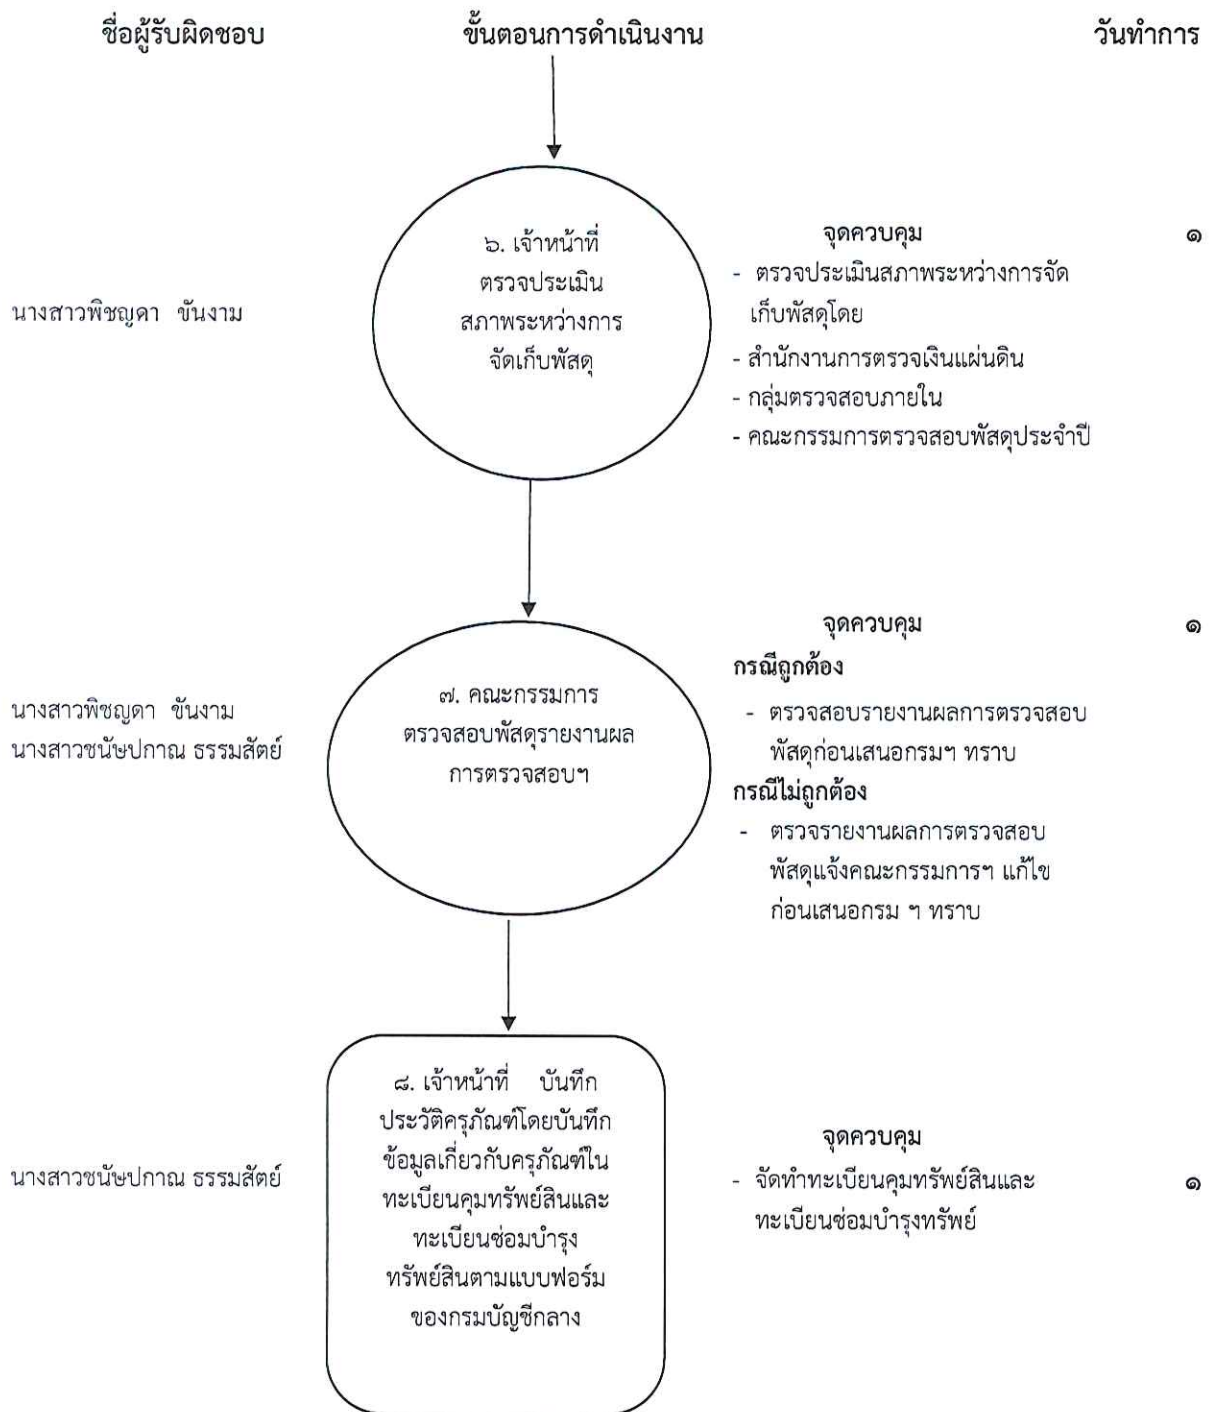 ชื่อผู้รับผิดชอบ ขั้นตอนการดำเนินงาน วันทำการ
นางสาวพิชญดา ขันงาม
๖. เจ้าหน้าที่
ตรวจประเมิน
สภาพระหว่างการ
จัดเก็บพัสดุ
จุดควบคุม ๑
- ตรวจประเมินสภาพระหว่างการจัด
เก็บพัสดุโดย
- สำนักงานการตรวจเงินแผ่นดิน
- กลุ่มตรวจสอบภายใน
- คณะกรรมการตรวจสอบพัสดุประจำปี
นางสาวพิชญดา ขันงาม
นางสาวชนัษปกาณ ธรรมสัตย์
๗. คณะกรรมการ
ตรวจสอบพัสดุรายงานผล
การตรวจสอบฯ
จุดควบคุม ๑
กรณีถูกต้อง
- ตรวจสอบรายงานผลการตรวจสอบ
พัสดุก่อนเสนอกรมฯ ทราบ
กรณีไม่ถูกต้อง
- ตรวจรายงานผลการตรวจสอบ
พัสดุแจ้งคณะกรรมการฯ แก้ไข
ก่อนเสนอกรม ฯ ทราบ
นางสาวชนัษปกาณ ธรรมสัตย์
๘. เจ้าหน้าที่ บันทึก
ประวัติครุภัณฑ์โดยบันทึก
ข้อมูลเกี่ยวกับครุภัณฑ์ใน
ทะเบียนคุมทรัพย์สินและ
ทะเบียนซ่อมบำรุง
ทรัพย์สินตามแบบฟอร์ม
ของกรมบัญชีกลาง
จุดควบคุม
- จัดทำทะเบียนคุมทรัพย์สินและ ๑
ทะเบียนซ่อมบำรุงทรัพย์